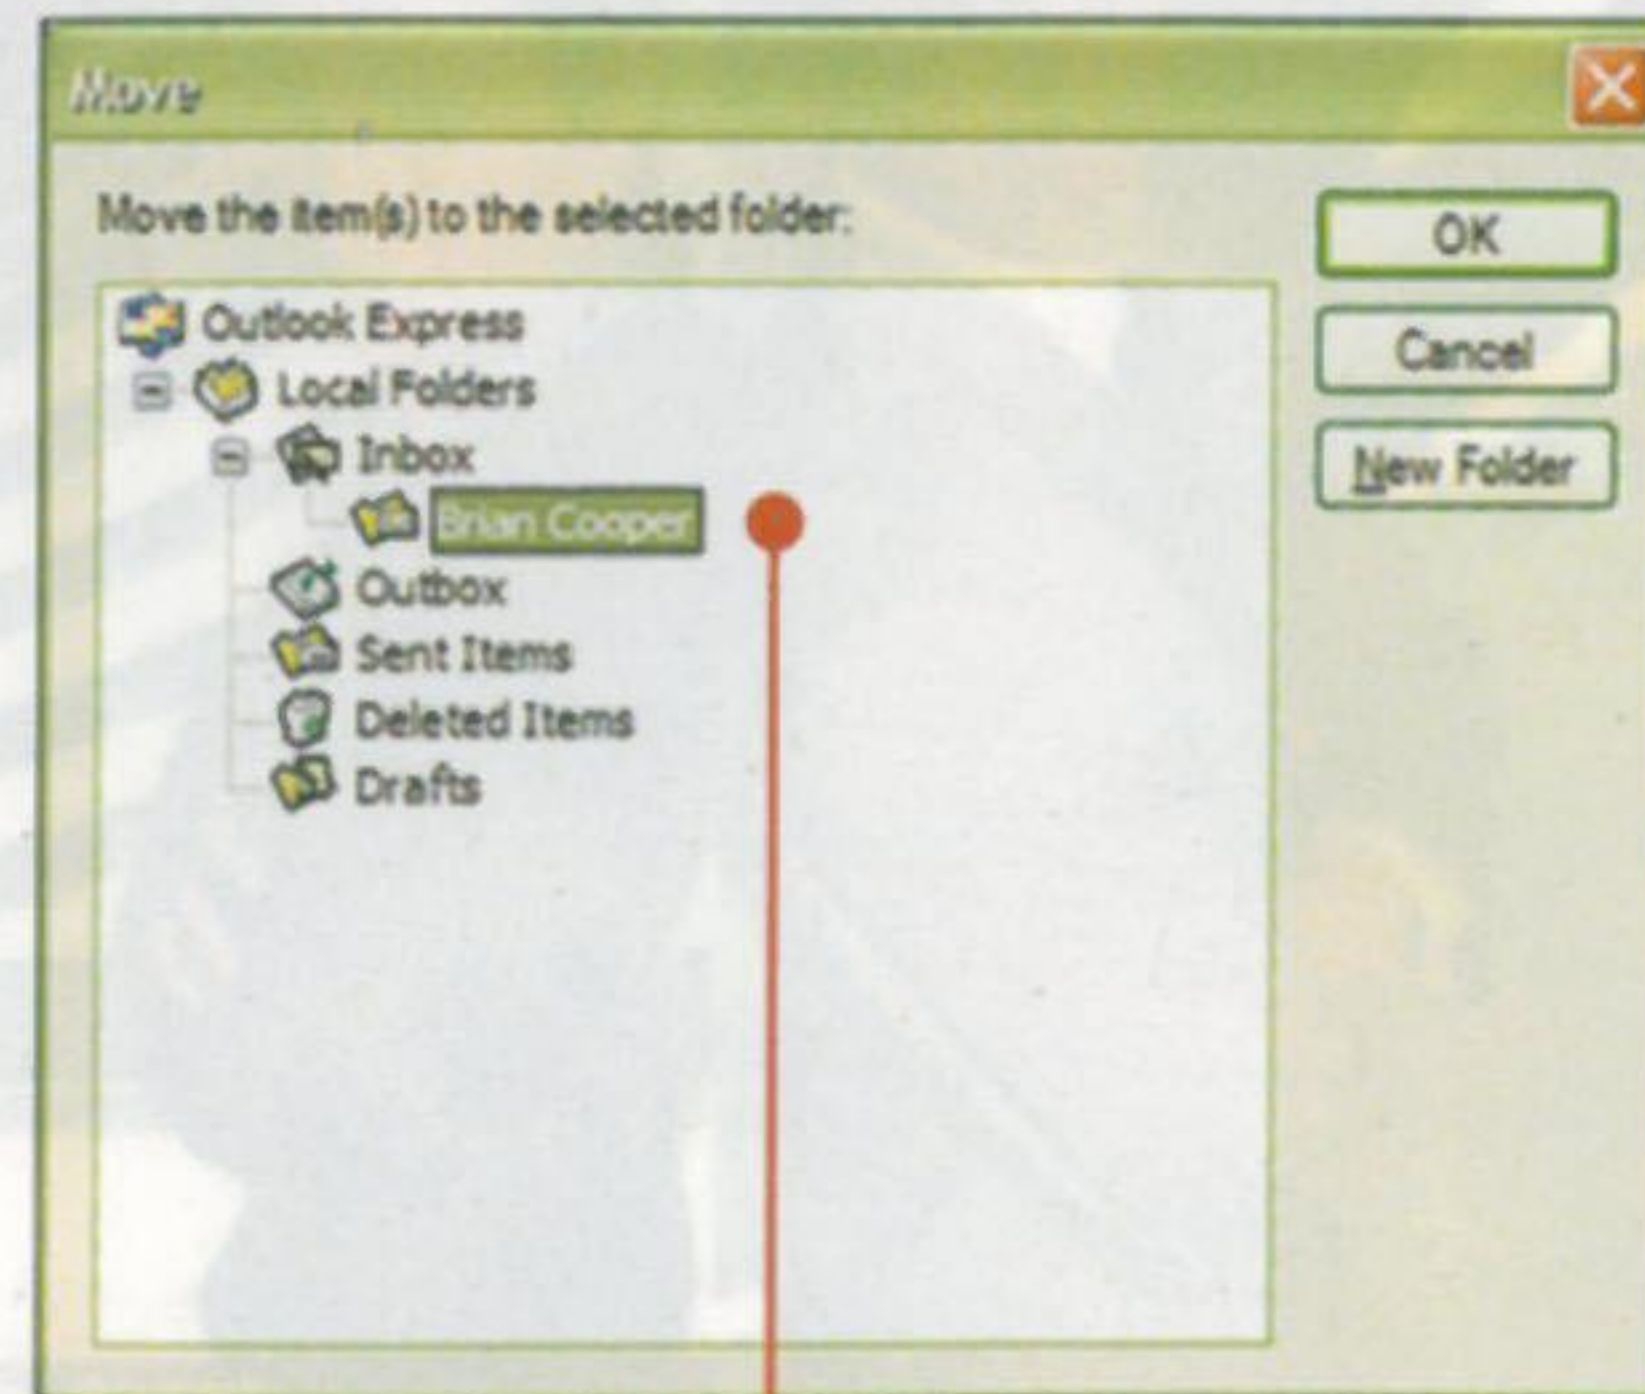 Move
Move the item(s) to the selected folder:
Outlook Express
Local Folders
Inbox
Brian Cooper
Outbox
Sent Items
Deleted Items
Drafts
OK
Cancel
New Folder